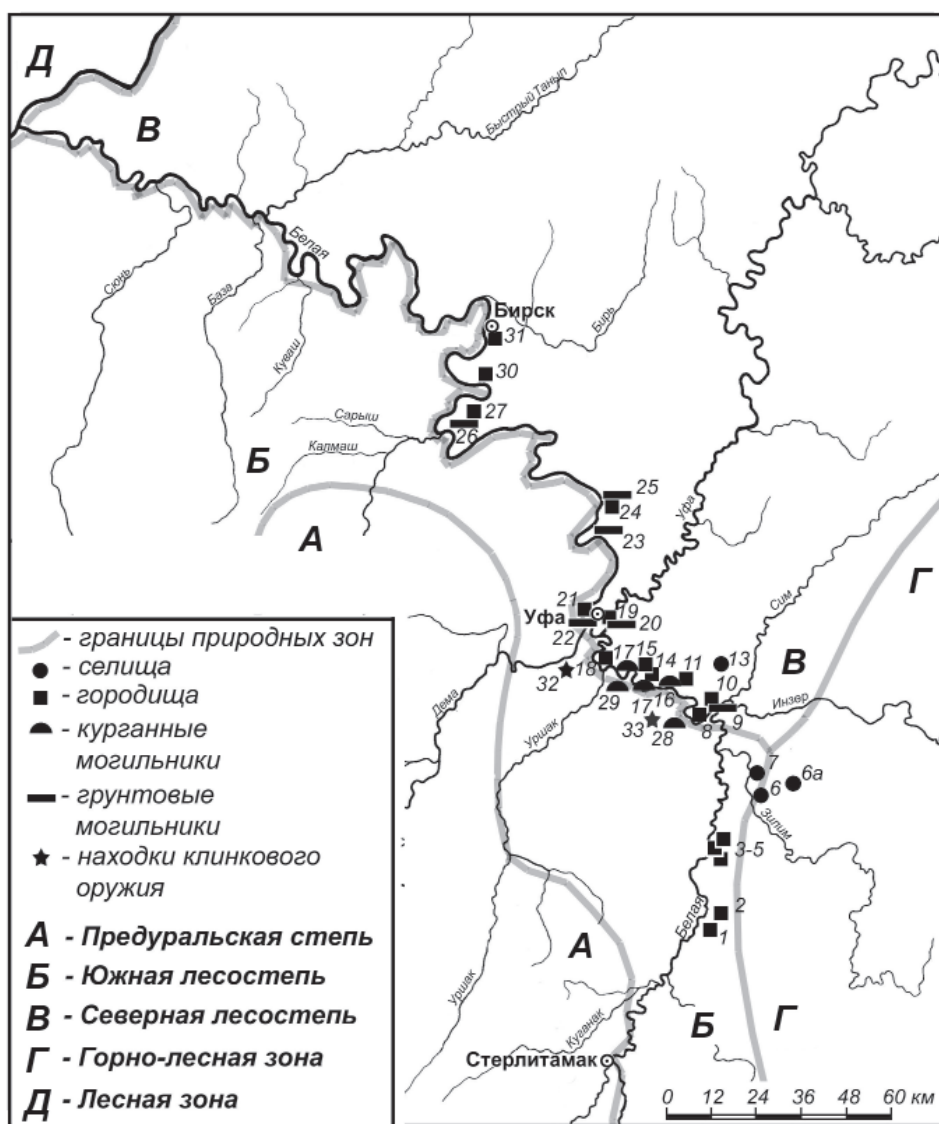 Д
В
Быстрый Танып
Белая
Сюнь
База
Куваш
Бирск
31
Бирь
30
Сарыш
27
26
Калмаш
Б
А
25
24
23
Уфа
Г
Сим
21
Уфа
19
22
20
18
17
15
14
11
13
В
10
32
Инзер
29
17
16
33
28
8
9
Дема
Уршак
7
6а
6
Зилим
3-5
2
1
Белая
А
Уршак
Куганак
Б
Г
Стерлитамак
0 12 24 36 48 60 км
- границы природных зон
- селища
- городища
- курганные
могильники
- грунтовые
могильники
- находки клинкового
оружия
А - Предуральская степь
Б - Южная лесостепь
В - Северная лесостепь
Г - Горно-лесная зона
Д - Лесная зона